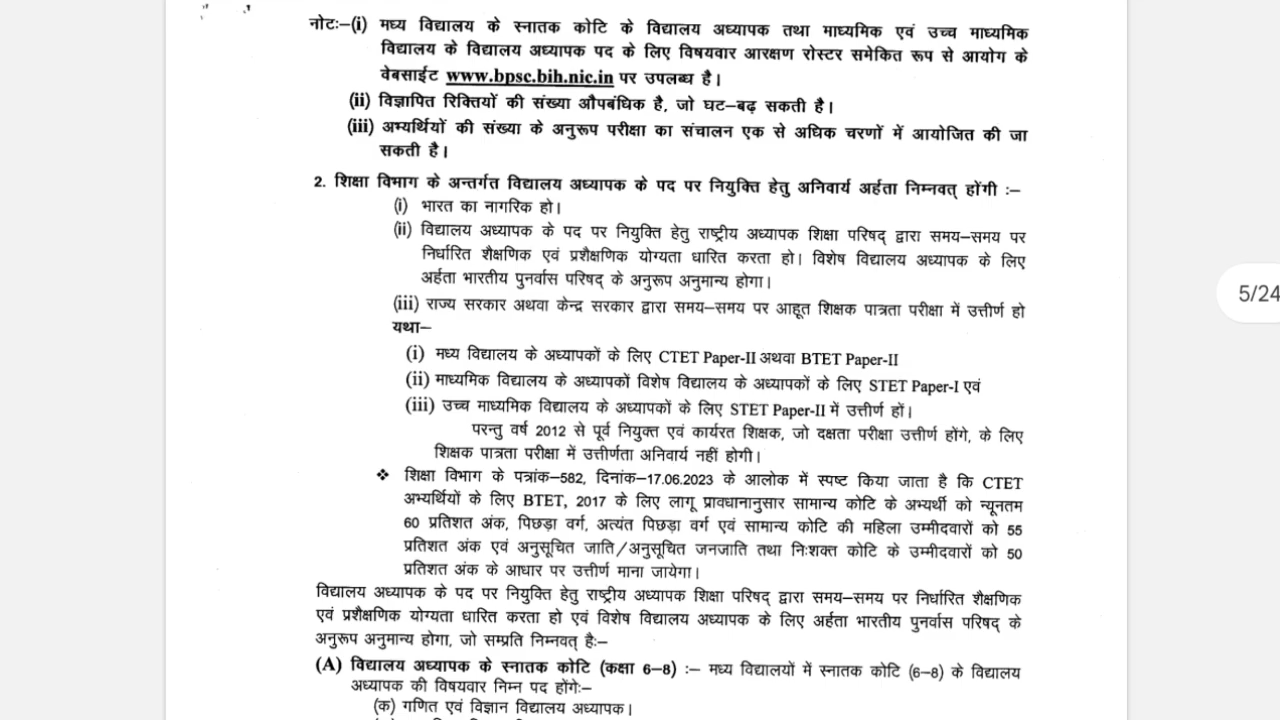 नोटः–(i) मध्य विद्यालय के स्नातक कोटि के विद्यालय अध्यापक तथा माध्यमिक एवं उच्च माध्यमिक
विद्यालय के विद्यालय अध्यापक पद के लिए विषयवार आरक्षण रोस्टर समेकित रूप से आयोग के
वेबसाईट www.bpsc.bih.nic.in पर उपलब्ध है।
(ii) विज्ञापित रिक्तियों की संख्या औपबंधिक है, जो घट–बढ़ सकती है।
(iii) अभ्यर्थियों की संख्या के अनुरूप परीक्षा का संचालन एक से अधिक चरणों में आयोजित की जा
सकती है।
2. शिक्षा विभाग के अन्तर्गत विद्यालय अध्यापक के पद पर नियुक्ति हेतु अनिवार्य अर्हता निम्नवत् होंगी :–
(i) भारत का नागरिक हो।
(ii) विद्यालय अध्यापक के पद पर नियुक्ति हेतु राष्ट्रीय अध्यापक शिक्षा परिषद् द्वारा समय–समय पर
निर्धारित शैक्षणिक एवं प्रशैक्षणिक योग्यता धारित करता हो। विशेष विद्यालय अध्यापक के लिए
अर्हता भारतीय पुनर्वास परिषद् के अनुरूप अनुमान्य होगा।
(iii) राज्य सरकार अथवा केन्द्र सरकार द्वारा समय–समय पर आहूत शिक्षक पात्रता परीक्षा में उत्तीर्ण हो
यथा–
(i) मध्य विद्यालय के अध्यापकों के लिए CTET Paper-II अथवा BTET Paper-II
(ii) माध्यमिक विद्यालय के अध्यापकों विशेष विद्यालय के अध्यापकों के लिए STET Paper-I एवं
(iii) उच्च माध्यमिक विद्यालय के अध्यापकों के लिए STET Paper-II में उत्तीर्ण हों।
परन्तु वर्ष 2012 से पूर्व नियुक्त एवं कार्यरत शिक्षक, जो दक्षता परीक्षा उत्तीर्ण होंगे, के लिए
शिक्षक पात्रता परीक्षा में उत्तीर्णता अनिवार्य नहीं होगी।
❖ शिक्षा विभाग के पत्रांक–582, दिनांक–17.06.2023 के आलोक में स्पष्ट किया जाता है कि CTET
अभ्यर्थियों के लिए BTET, 2017 के लिए लागू प्रावधानानुसार सामान्य कोटि के अभ्यर्थी को न्यूनतम
60 प्रतिशत अंक, पिछड़ा वर्ग, अत्यंत पिछड़ा वर्ग एवं सामान्य कोटि की महिला उम्मीदवारों को 55
प्रतिशत अंक एवं अनुसूचित जाति/अनुसूचित जनजाति तथा निःशक्त कोटि के उम्मीदवारों को 50
प्रतिशत अंक के आधार पर उत्तीर्ण माना जायेगा।
विद्यालय अध्यापक के पद पर नियुक्ति हेतु राष्ट्रीय अध्यापक शिक्षा परिषद् द्वारा समय–समय पर निर्धारित शैक्षणिक
एवं प्रशैक्षणिक योग्यता धारित करता हो एवं विशेष विद्यालय अध्यापक के लिए अर्हता भारतीय पुनर्वास परिषद् के
अनुरूप अनुमान्य होगा, जो सम्प्रति निम्नवत् हैः–
(A) विद्यालय अध्यापक के स्नातक कोटि (कक्षा 6–8) :– मध्य विद्यालयों में स्नातक कोटि (6–8) के विद्यालय
अध्यापक की विषयवार निम्न पद होंगेः–
(क) गणित एवं विज्ञान विद्यालय अध्यापक।
5/24